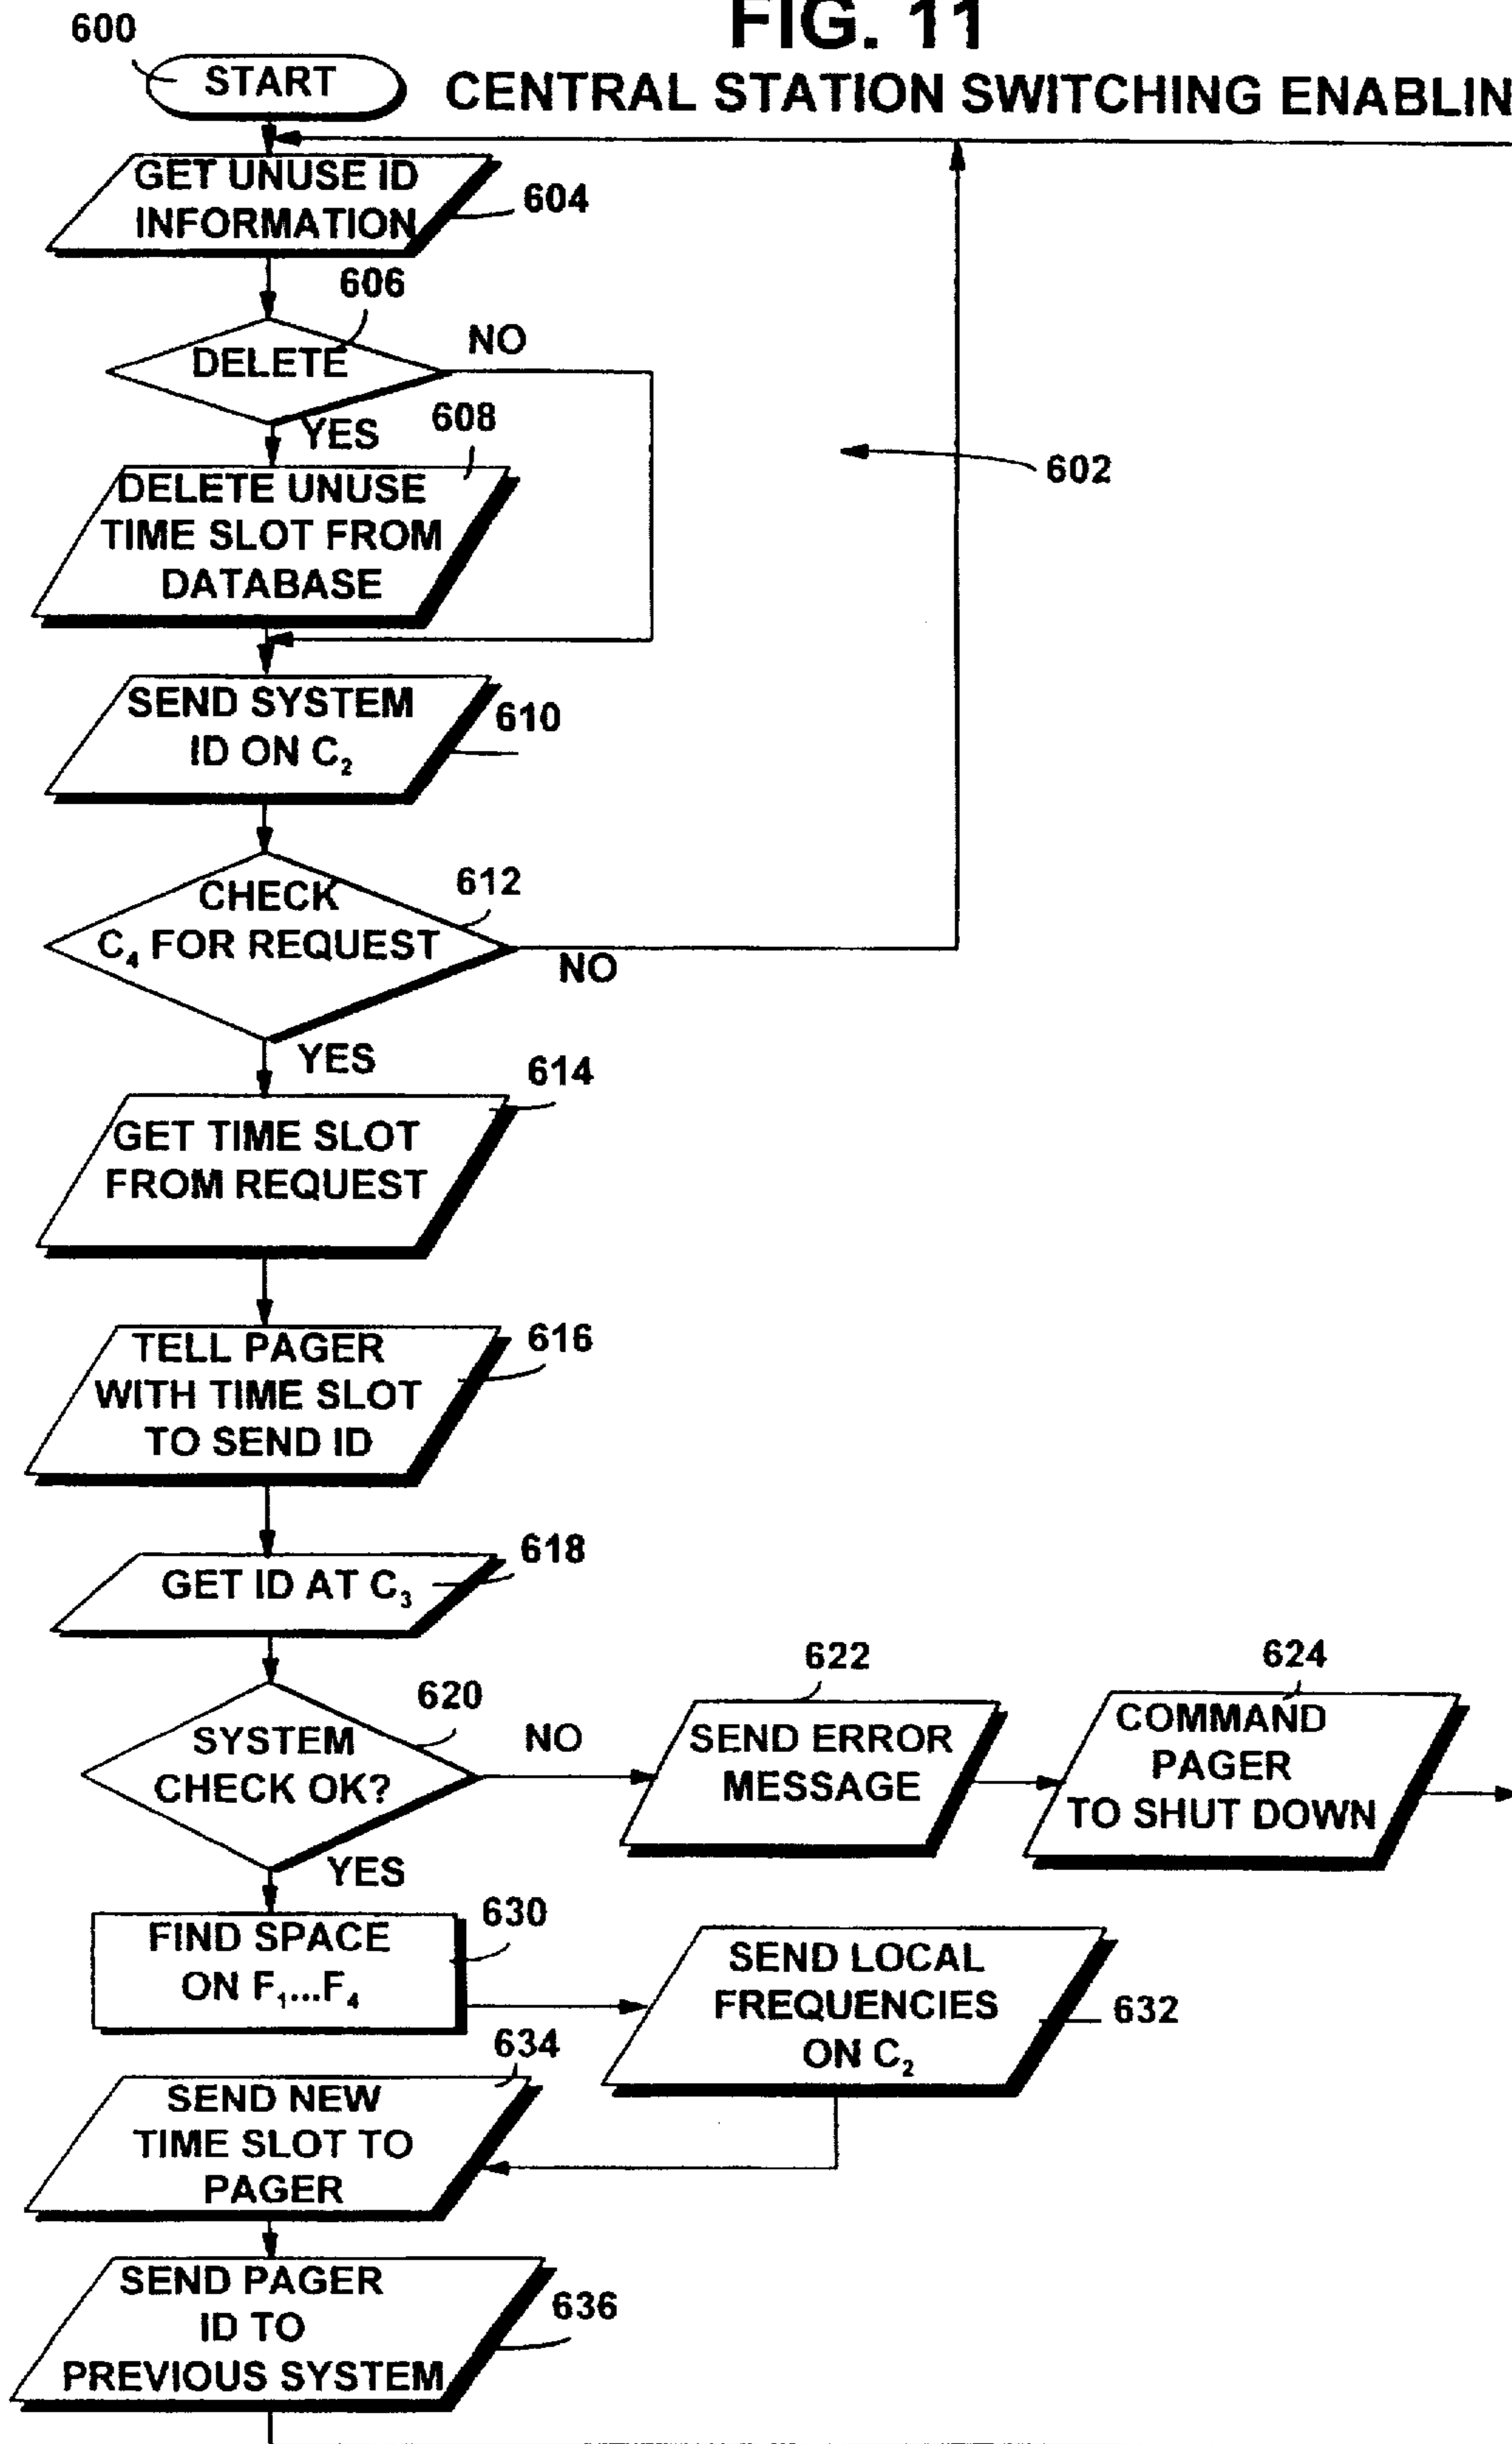 FIG. 11
CENTRAL STATION SWITCHING ENABLIN
600
START
GET UNUSE ID
INFORMATION
604
606
DELETE
NO
YES
608
DELETE UNUSE
TIME SLOT FROM
DATABASE
602
SEND SYSTEM
ID ON C₂
610
CHECK
C₄ FOR REQUEST
612
NO
YES
614
GET TIME SLOT
FROM REQUEST
TELL PAGER
WITH TIME SLOT
TO SEND ID
616
GET ID AT C₃
618
SYSTEM
CHECK OK?
620
NO
YES
622
SEND ERROR
MESSAGE
624
COMMAND
PAGER
TO SHUT DOWN
FIND SPACE
ON F₁...F₄
630
SEND LOCAL
FREQUENCIES
ON C₂
632
634
SEND NEW
TIME SLOT TO
PAGER
SEND PAGER
ID TO
PREVIOUS SYSTEM
636